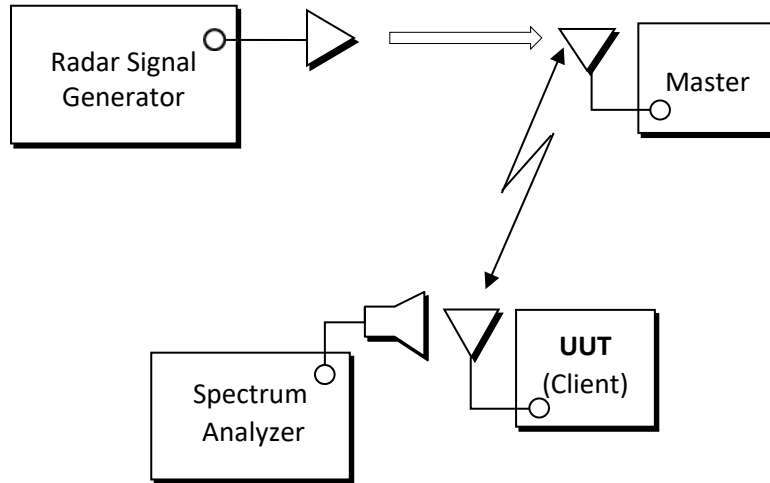 Radar Signal
Generator
Master
UUT
(Client)
Spectrum
Analyzer